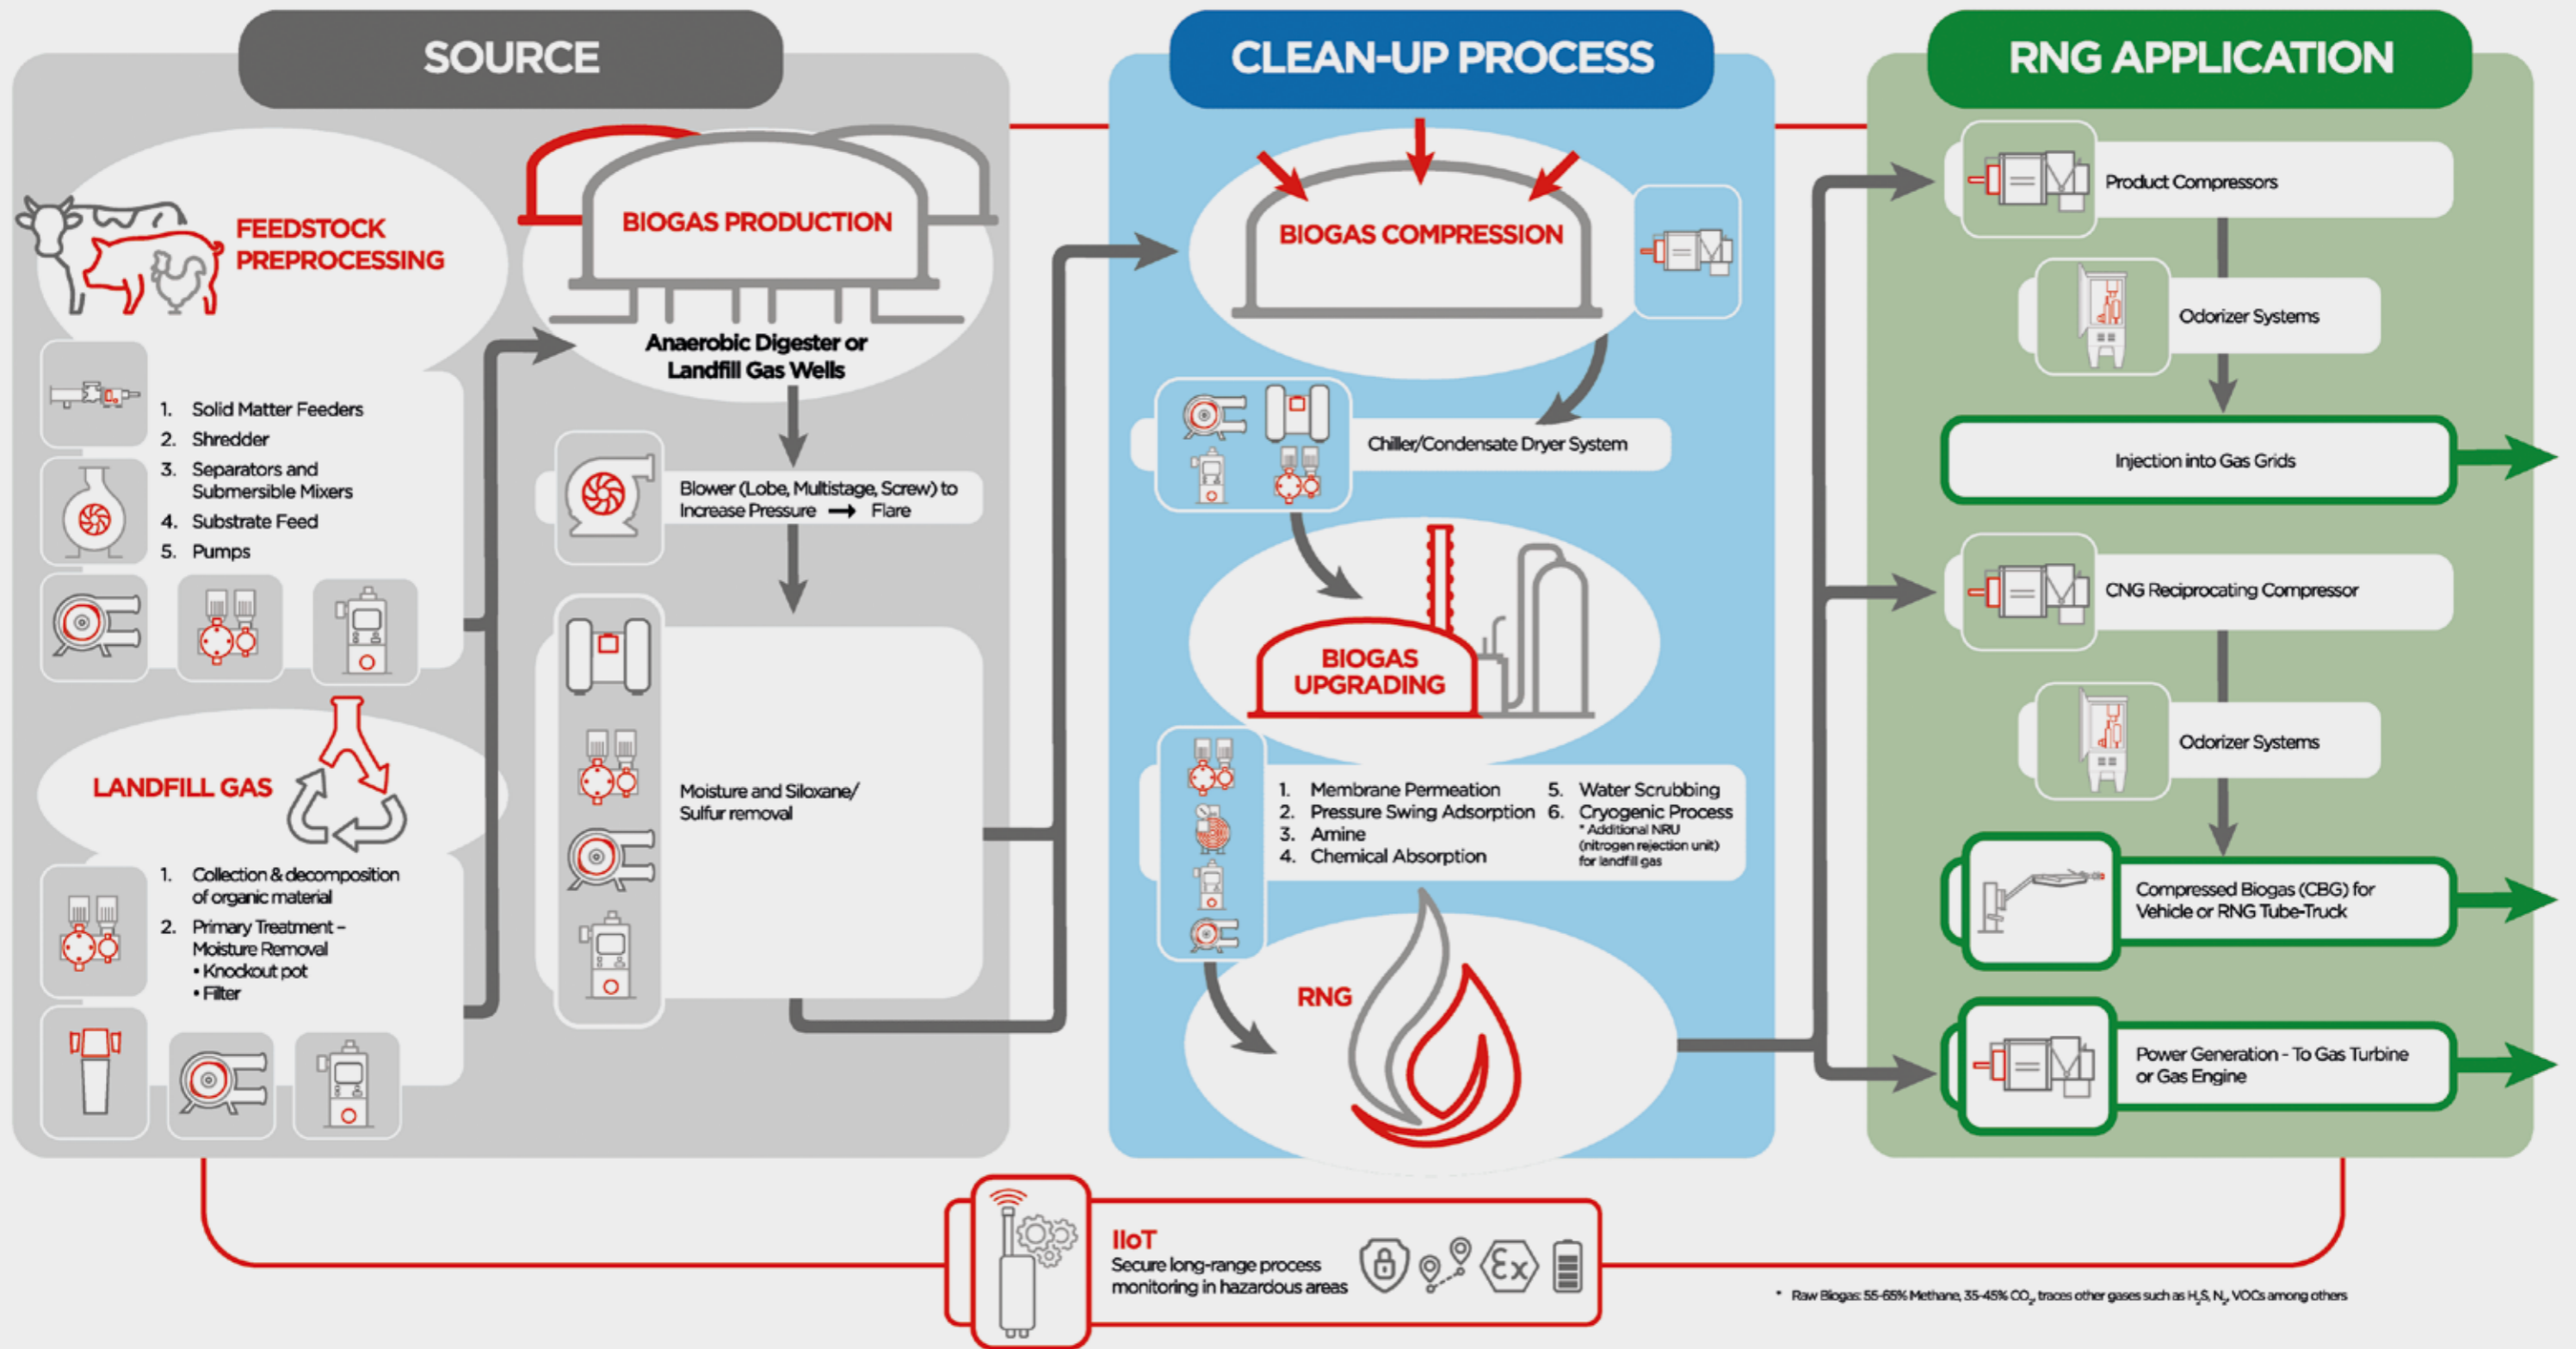 SOURCE
FEEDSTOCK
PREPROCESSING
1. Solid Matter Feeders
2. Shredder
3. Separators and
Submersible Mixers
4. Substrate Feed
5. Pumps
LANDFILL GAS
1. Collection & decomposition
of organic material
2. Primary Treatment –
Moisture Removal
• Knockout pot
• Filter
BIOGAS PRODUCTION
Anaerobic Digester or
Landfill Gas Wells
Blower (Lobe, Multistage, Screw) to
Increase Pressure → Flare
Moisture and Siloxane/
Sulfur removal
CLEAN-UP PROCESS
BIOGAS COMPRESSION
Chiller/Condensate Dryer System
BIOGAS
UPGRADING
1. Membrane Permeation
2. Pressure Swing Adsorption
3. Amine
4. Chemical Absorption
5. Water Scrubbing
6. Cryogenic Process
* Additional NRU
(nitrogen rejection unit)
for landfill gas
RNG
RNG APPLICATION
Product Compressors
Odorizer Systems
Injection into Gas Grids
CNG Reciprocating Compressor
Odorizer Systems
Compressed Biogas (CBG) for
Vehicle or RNG Tube-Truck
Power Generation - To Gas Turbine
or Gas Engine
IIoT
Secure long-range process
monitoring in hazardous areas
Ex
* Raw Biogas: 55-65% Methane, 35-45% CO₂, traces other gases such as H₂S, N₂, VOCs among others